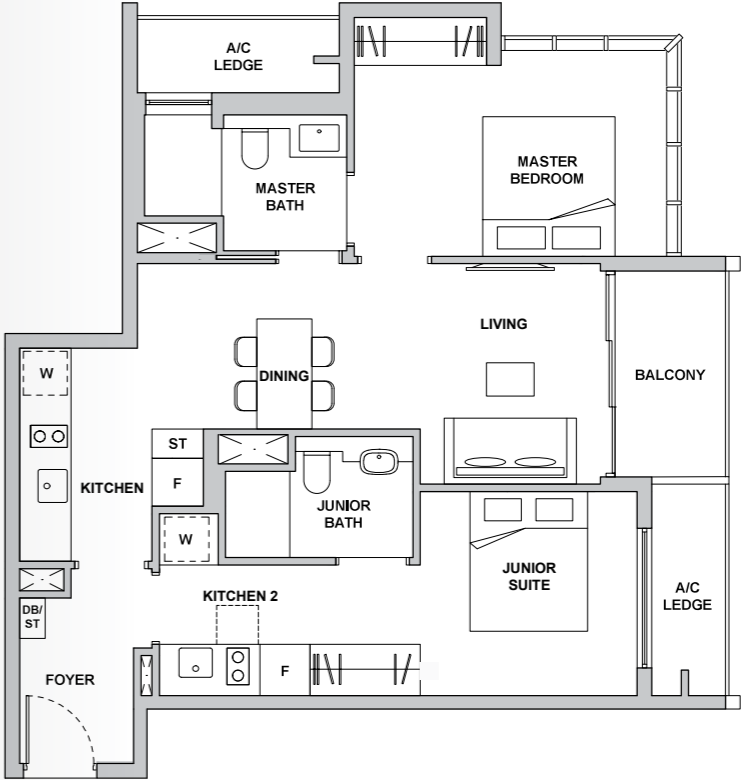 A/C
LEDGE
MASTER
BATH
MASTER
BEDROOM
LIVING
DINING
BALCONY
W
ST
F
KITCHEN
JUNIOR
BATH
W
JUNIOR
SUITE
KITCHEN 2
A/C
LEDGE
DB/
ST
FOYER
F